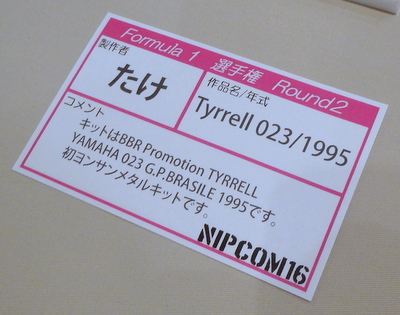 Formula 1 選手権 Round2
製作者
たけ
作品名/年式
Tyrrell 023/1995
コメント
キットはBBR Promotion TYRRELL
YAMAHA 023 G.P.BRASILE 1995です。
初ヨンサンメタルキットです。
NIPCOM16